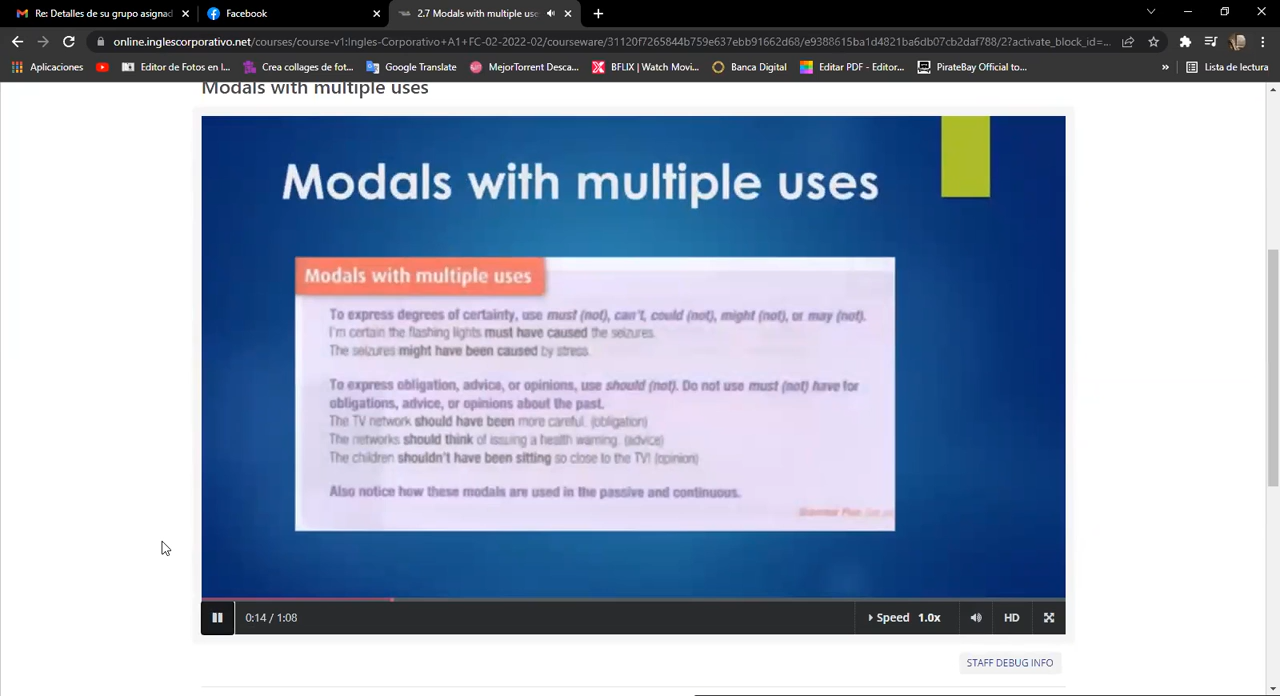 Re: Detalles de su grupo asignad
Facebook
2.7 Modals with multiple use
online.inglescorporativo.net/courses/course-v1:Ingles-Corporativo+A1+FC-02-2022-02/courseware/31120f7265844b759e637ebb91662d68/e9388615ba1d4821ba6db07cb2daf788/2?activate_block_id=...
Aplicaciones
Editor de Fotos en l...
Crea collages de fot...
Google Translate
MejorTorrent Desca...
BFLIX | Watch Movi...
Banca Digital
Editar PDF - Editor...
PirateBay Official to...
»
Lista de lectura
Modals with multiple uses
Modals with multiple uses
Modals with multiple uses
To express degrees of certainty, use must (not), can't, could (not), might (not), or may (not).
I'm certain the flashing lights must have caused the seizures.
The seizures might have been caused by stress.
To express obligation, advice, or opinions, use should (not). Do not use must (not) have for
obligations, advice, or opinions about the past.
The TV network should have been more careful. (obligation)
The networks should think of issuing a health warning. (advice)
The children shouldn't have been sitting so close to the TV! (opinion)
Also notice how these modals are used in the passive and continuous.
Grammar Plus
0:14 / 1:08
Speed 1.0x
HD
STAFF DEBUG INFO